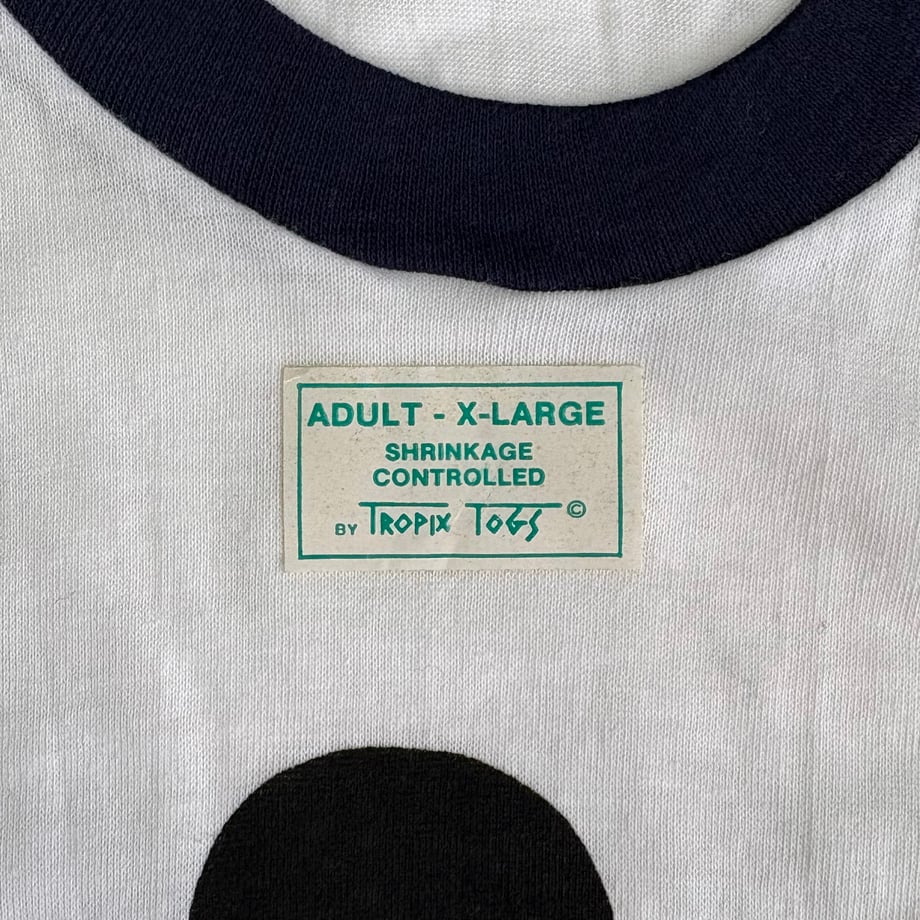 ADULT - X-LARGE
SHRINKAGE
CONTROLLED
BY TROPIX TOGS ©